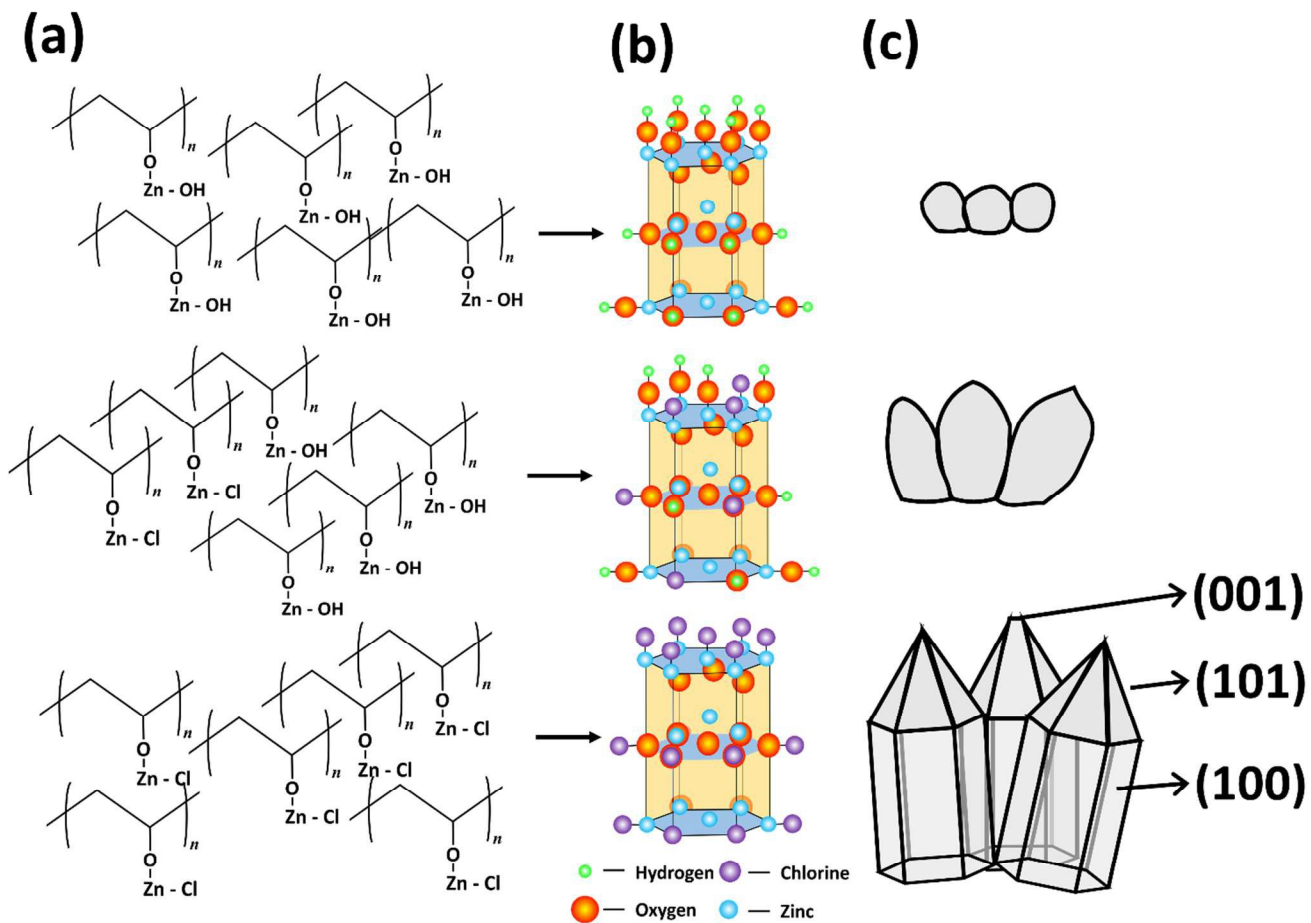 (a)
(b)
(c)
n
O
Zn - OH
n
O
Zn - OH
n
O
Zn - OH
n
O
Zn - OH
n
O
Zn - OH
n
O
Zn - OH
n
O
Zn - OH
n
O
Zn - Cl
n
O
Zn - Cl
n
O
Zn - OH
n
O
Zn - OH
n
O
Zn - OH
(001)
(101)
(100)
n
O
Zn - Cl
n
O
Zn - Cl
n
O
Zn - Cl
n
O
Zn - Cl
n
O
Zn - Cl
n
O
Zn - Cl
Hydrogen
Chlorine
Oxygen
Zinc